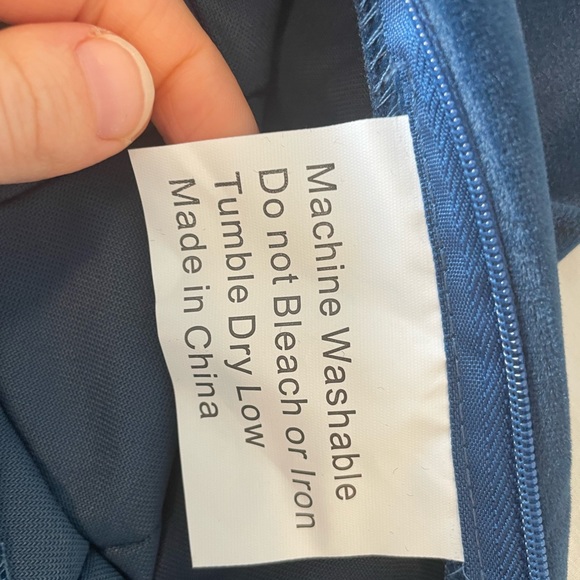 Machine Washable
Do not Bleach or Iron
Tumble Dry Low
Made in China